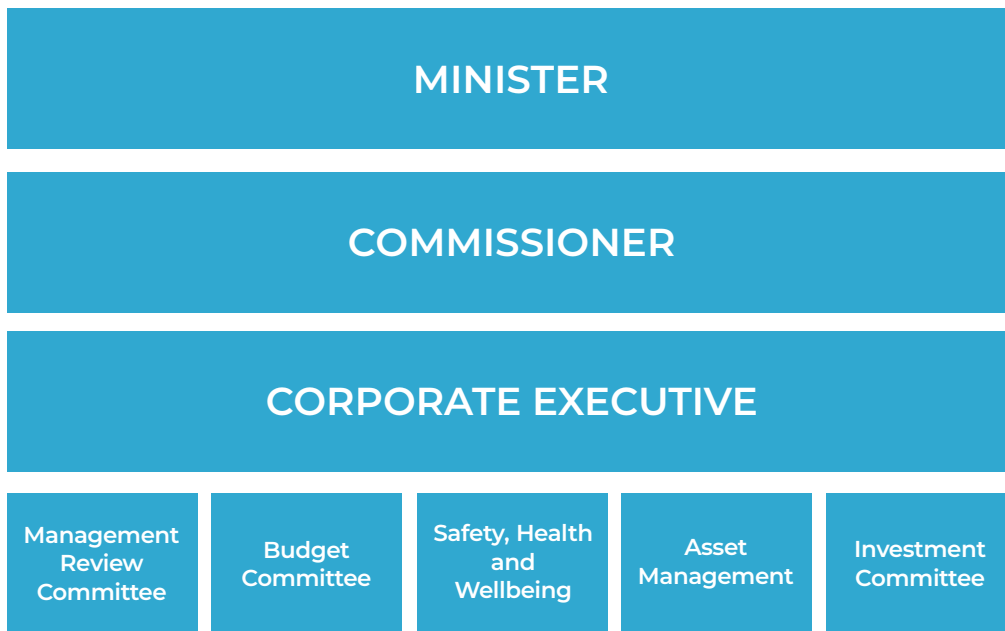 MINISTER
COMMISSIONER
CORPORATE EXECUTIVE
Management
Review
Committee
Budget
Committee
Safety, Health
and
Wellbeing
Asset
Management
Investment
Committee